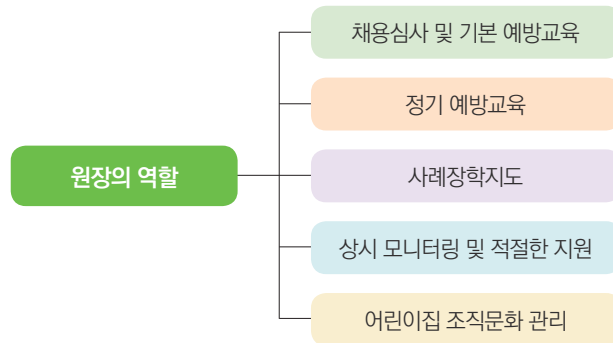 채용심사 및 기본 예방교육
정기 예방교육
원장의 역할
사례장학지도
상시 모니터링 및 적절한 지원
어린이집 조직문화 관리